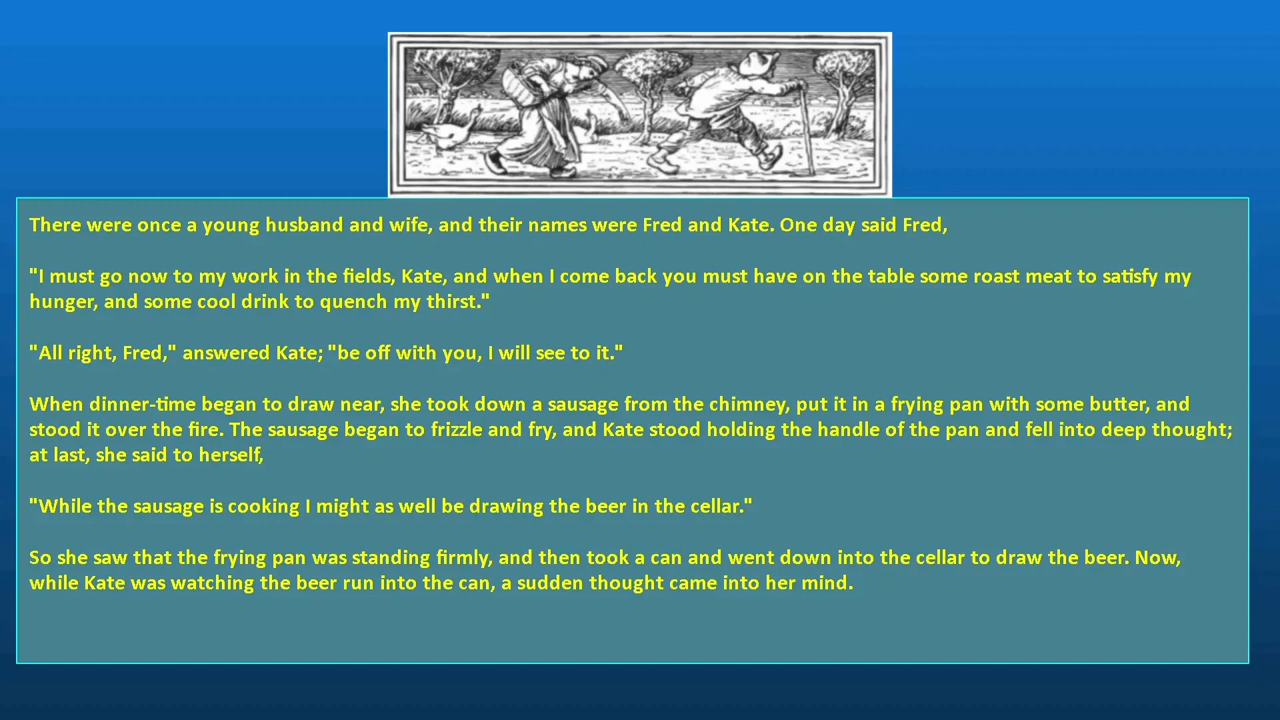 There were once a young husband and wife, and their names were Fred and Kate. One day said Fred,
"I must go now to my work in the fields, Kate, and when I come back you must have on the table some roast meat to satisfy my
hunger, and some cool drink to quench my thirst."
"All right, Fred," answered Kate; "be off with you, I will see to it."
When dinner-time began to draw near, she took down a sausage from the chimney, put it in a frying pan with some butter, and
stood it over the fire. The sausage began to frizzle and fry, and Kate stood holding the handle of the pan and fell into deep thought;
at last, she said to herself,
"While the sausage is cooking I might as well be drawing the beer in the cellar."
So she saw that the frying pan was standing firmly, and then took a can and went down into the cellar to draw the beer. Now,
while Kate was watching the beer run into the can, a sudden thought came into her mind.